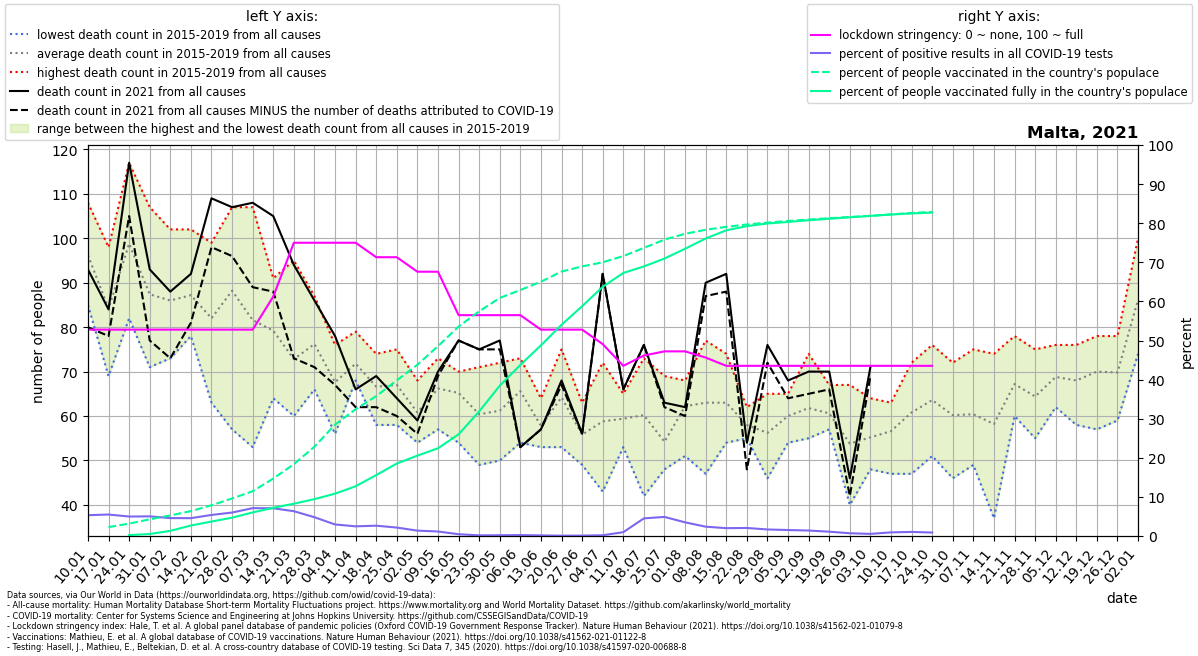 left Y axis:
lowest death count in 2015-2019 from all causes
average death count in 2015-2019 from all causes
highest death count in 2015-2019 from all causes
death count in 2021 from all causes
death count in 2021 from all causes MINUS the number of deaths attributed to COVID-19
range between the highest and the lowest death count from all causes in 2015-2019
right Y axis:
lockdown stringency: 0 ~ none, 100 ~ full
percent of positive results in all COVID-19 tests
percent of people vaccinated in the country's populace
percent of people vaccinated fully in the country's populace
Malta, 2021
number of people
120
110
100
90
80
70
60
50
40
100
90
80
70
60
50
40
30
20
10
0
percent
10.01 17.01 24.01 31.01 07.02 14.02 21.02 28.02 07.03 14.03 21.03 28.03 04.04 11.04 18.04 25.04 02.05 09.05 16.05 23.05 30.05 06.06 13.06 20.06 27.06 04.07 11.07 18.07 25.07 01.08 08.08 15.08 22.08 29.08 05.09 12.09 19.09 26.09 03.10 10.10 17.10 24.10 31.10 07.11 14.11 21.11 28.11 05.12 12.12 19.12 26.12 02.01
date
Data sources, via Our World in Data (https://ourworldindata.org, https://github.com/owid/covid-19-data):
- All-cause mortality: Human Mortality Database Short-term Mortality Fluctuations project. https://www.mortality.org and World Mortality Dataset. https://github.com/akarlinsky/world_mortality
- COVID-19 mortality: Center for Systems Science and Engineering at Johns Hopkins University. https://github.com/CSSEGISandData/COVID-19
- Lockdown stringency index: Hale, T. et al. A global panel database of pandemic policies (Oxford COVID-19 Government Response Tracker). Nature Human Behaviour (2021). https://doi.org/10.1038/s41562-021-01079-8
- Vaccinations: Mathieu, E. et al. A global database of COVID-19 vaccinations. Nature Human Behaviour (2021). https://doi.org/10.1038/s41562-021-01122-8
- Testing: Hasell, J., Mathieu, E., Beltekian, D. et al. A cross-country database of COVID-19 testing. Sci Data 7, 345 (2020). https://doi.org/10.1038/s41597-020-00688-8